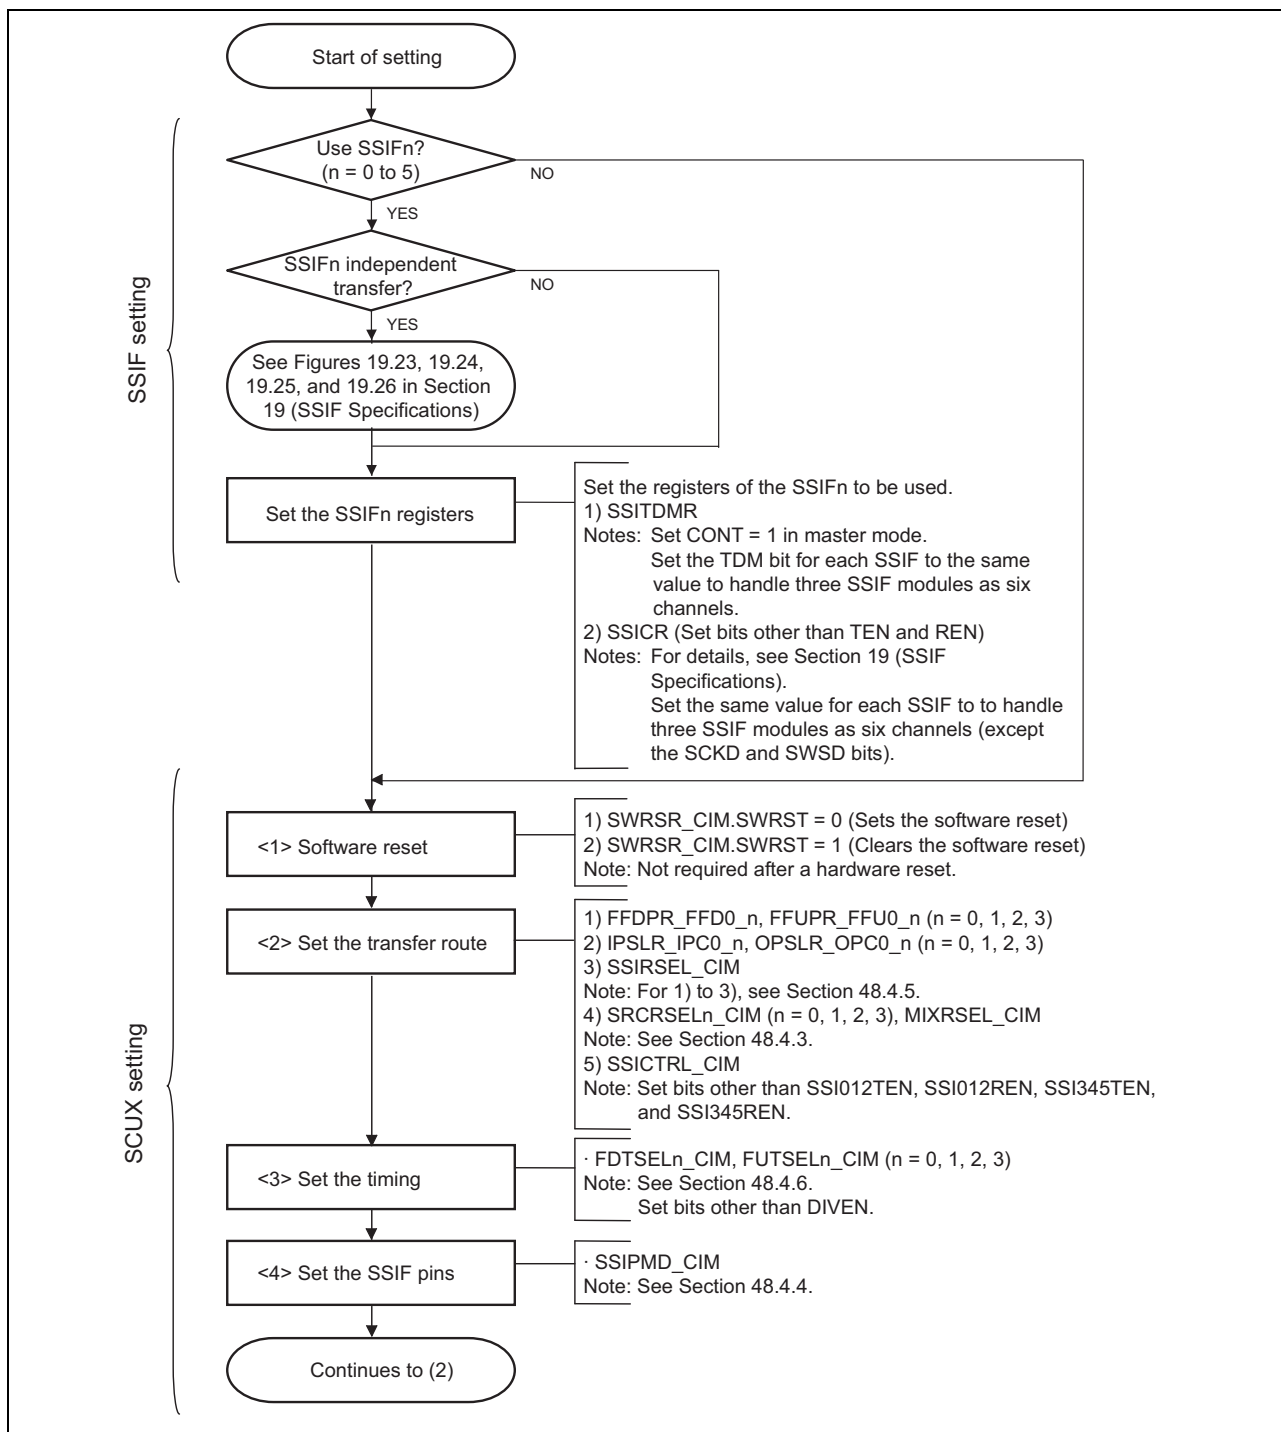 Start of setting
Use SSIFn?
(n = 0 to 5)
NO
YES
SSIFn independent
transfer?
NO
YES
See Figures 19.23, 19.24,
19.25, and 19.26 in Section
19 (SSIF Specifications)
SSIF setting
Set the SSIFn registers
Set the registers of the SSIFn to be used.
1) SSITDMR
Notes: Set CONT = 1 in master mode.
Set the TDM bit for each SSIF to the same
value to handle three SSIF modules as six
channels.
2) SSICR (Set bits other than TEN and REN)
Notes: For details, see Section 19 (SSIF
Specifications).
Set the same value for each SSIF to to handle
three SSIF modules as six channels (except
the SCKD and SWSD bits).
SCUX setting
<1> Software reset
1) SWRSR_CIM.SWRST = 0 (Sets the software reset)
2) SWRSR_CIM.SWRST = 1 (Clears the software reset)
Note: Not required after a hardware reset.
<2> Set the transfer route
1) FFDPR_FFD0_n, FFUPR_FFU0_n (n = 0, 1, 2, 3)
2) IPSLR_IPC0_n, OPSLR_OPC0_n (n = 0, 1, 2, 3)
3) SSIRSEL_CIM
Note: For 1) to 3), see Section 48.4.5.
4) SRCRSELn_CIM (n = 0, 1, 2, 3), MIXRSEL_CIM
Note: See Section 48.4.3.
5) SSICTRL_CIM
Note: Set bits other than SSI012TEN, SSI012REN, SSI345TEN,
and SSI345REN.
<3> Set the timing
· FDTSELn_CIM, FUTSELn_CIM (n = 0, 1, 2, 3)
Note: See Section 48.4.6.
Set bits other than DIVEN.
<4> Set the SSIF pins
· SSIPMD_CIM
Note: See Section 48.4.4.
Continues to (2)